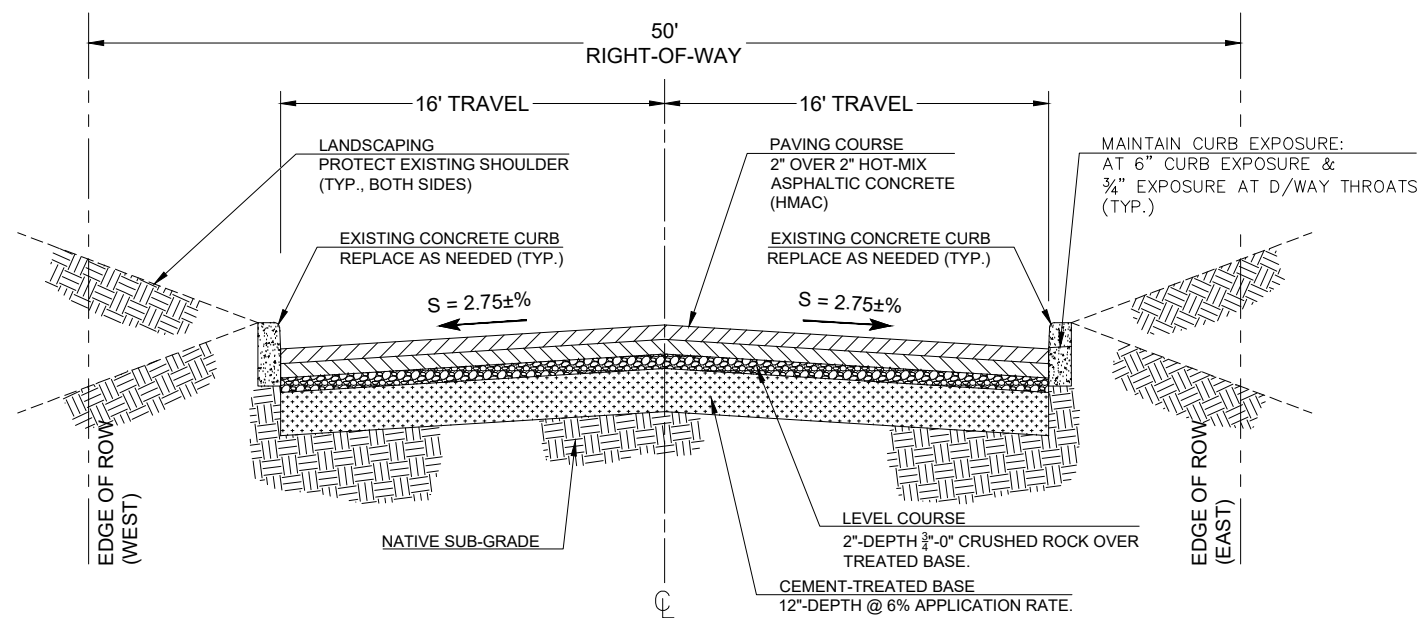 50'
RIGHT-OF-WAY
16' TRAVEL
16' TRAVEL
LANDSCAPING
PROTECT EXISTING SHOULDER
(TYP., BOTH SIDES)
PAVING COURSE
2" OVER 2" HOT-MIX
ASPHALTIC CONCRETE
(HMAC)
MAINTAIN CURB EXPOSURE:
AT 6" CURB EXPOSURE &
¾" EXPOSURE AT D/WAY THROATS
(TYP.)
EXISTING CONCRETE CURB
REPLACE AS NEEDED (TYP.)
EXISTING CONCRETE CURB
REPLACE AS NEEDED (TYP.)
S = 2.75±%
S = 2.75±%
EDGE OF ROW
(WEST)
EDGE OF ROW
(EAST)
NATIVE SUB-GRADE
LEVEL COURSE
2"-DEPTH ¾"-0" CRUSHED ROCK OVER
TREATED BASE.
CEMENT-TREATED BASE
12"-DEPTH @ 6% APPLICATION RATE.
℄